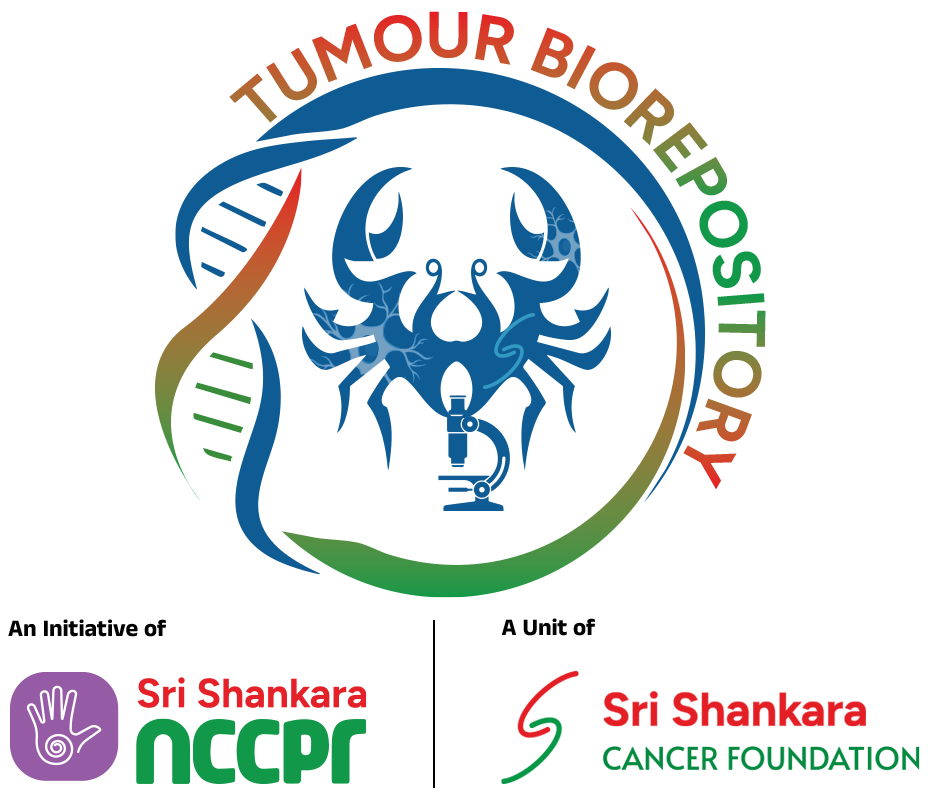 TUMOUR BIOREPOSITORY
An Initiative of
Sri Shankara
nccpr
A Unit of
Sri Shankara
CANCER FOUNDATION